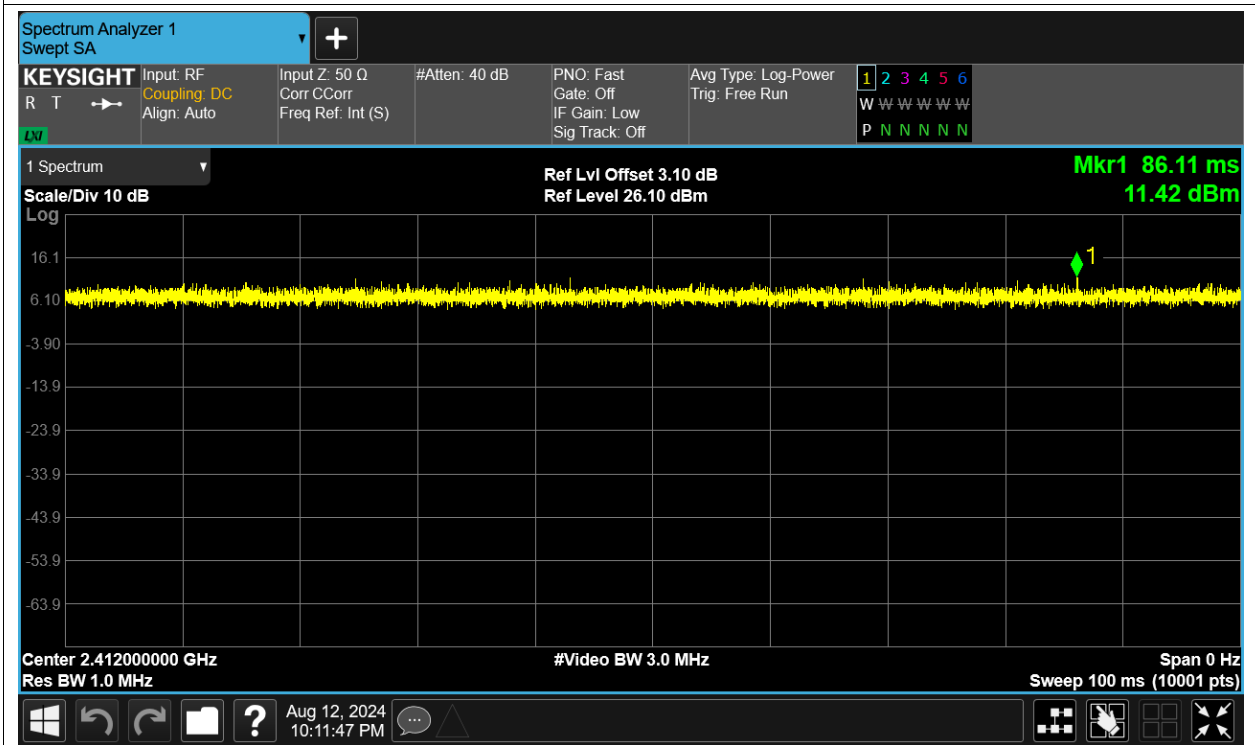 Spectrum Analyzer 1
Swept SA
KEYSIGHT
R T
LXI
Input: RF
Coupling: DC
Align: Auto
Input Z: 50 Ω
Corr CCorr
Freq Ref: Int (S)
#Atten: 40 dB
PNO: Fast
Gate: Off
IF Gain: Low
Sig Track: Off
Avg Type: Log-Power
Trig: Free Run
1 2 3 4 5 6
W W W W W W
P N N N N N
1 Spectrum
Scale/Div 10 dB
Ref Lvl Offset 3.10 dB
Ref Level 26.10 dBm
Mkr1 86.11 ms
11.42 dBm
Log
1
16.1
6.10
-3.90
-13.9
-23.9
-33.9
-43.9
-53.9
-63.9
Center 2.412000000 GHz
#Video BW 3.0 MHz
Span 0 Hz
Res BW 1.0 MHz
Sweep 100 ms (10001 pts)
?
Aug 12, 2024
10:11:47 PM